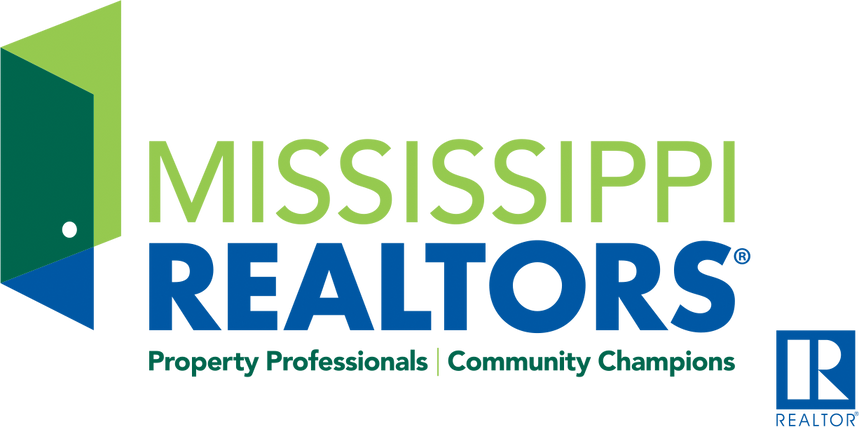 MISSISSIPPI
REALTORS®
Property Professionals | Community Champions
R
REALTOR®